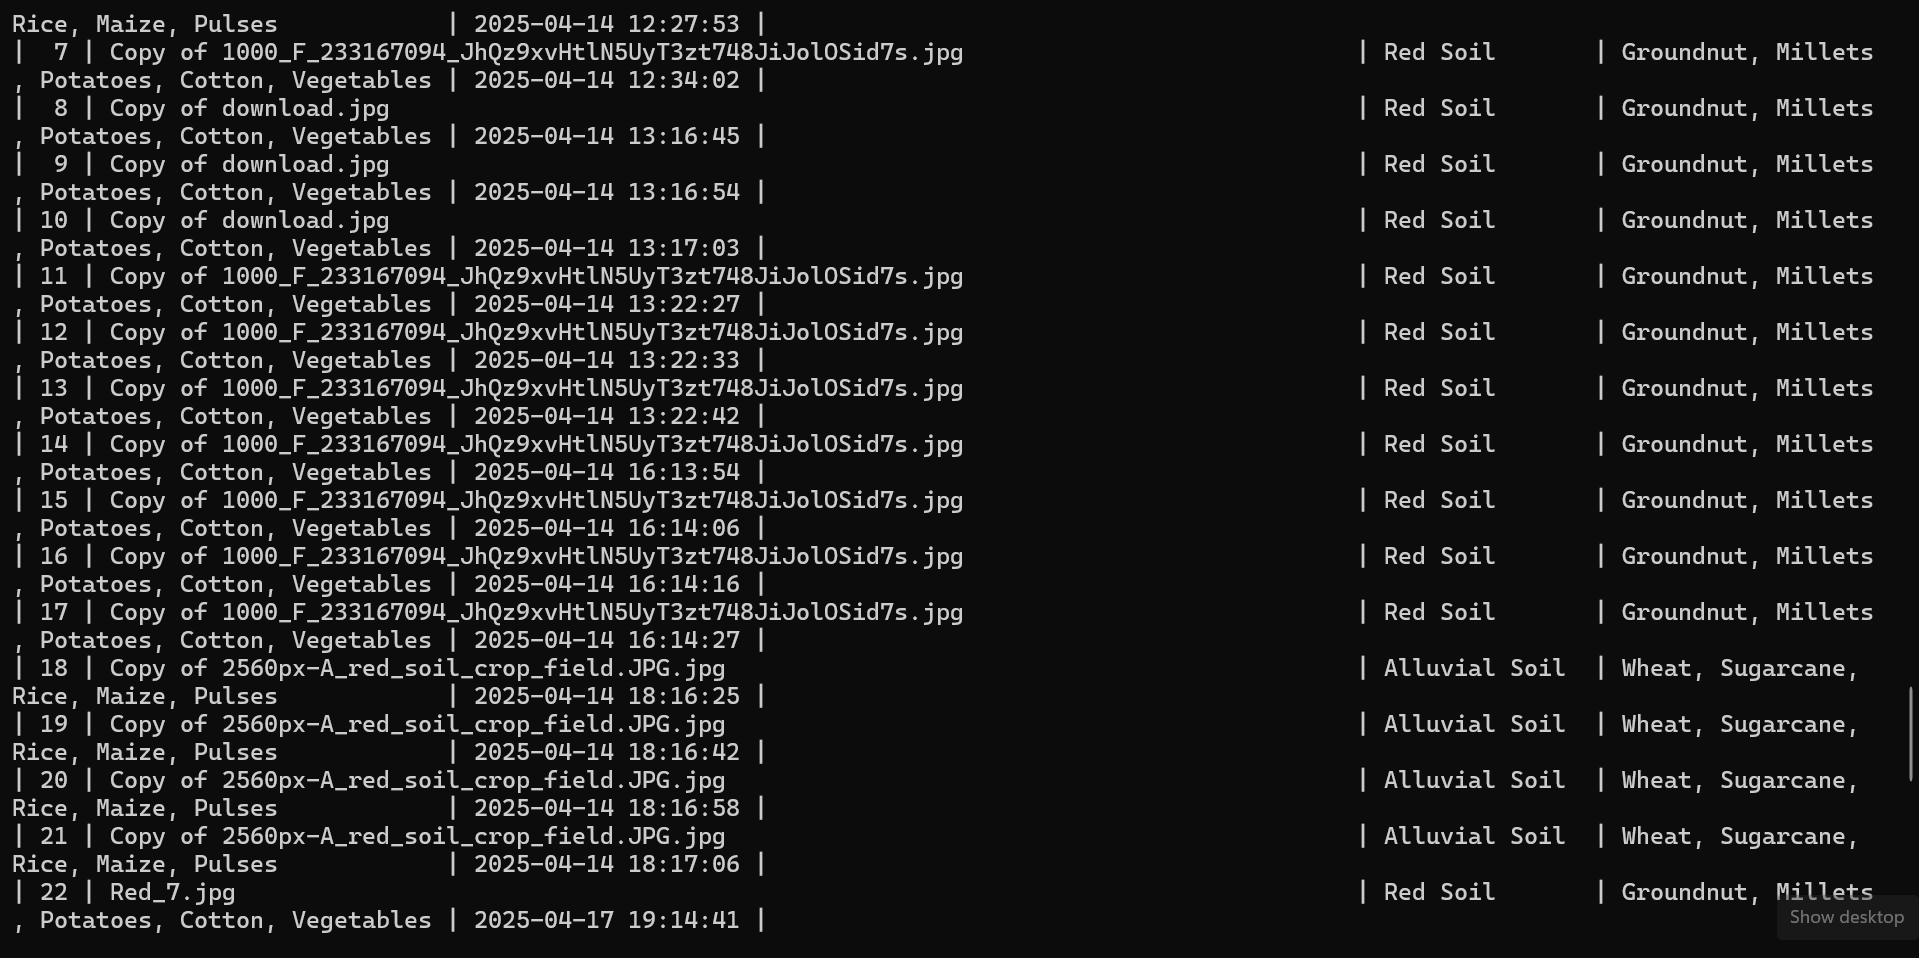 Rice, Maize, Pulses            | 2025-04-14 12:27:53 |
|  7 | Copy of 1000_F_233167094_JhQz9xvHtlN5UyT3zt748JiJolOSid7s.jpg                            | Red Soil       | Groundnut, Millets
, Potatoes, Cotton, Vegetables | 2025-04-14 12:34:02 |
|  8 | Copy of download.jpg                                                                     | Red Soil       | Groundnut, Millets
, Potatoes, Cotton, Vegetables | 2025-04-14 13:16:45 |
|  9 | Copy of download.jpg                                                                     | Red Soil       | Groundnut, Millets
, Potatoes, Cotton, Vegetables | 2025-04-14 13:16:54 |
| 10 | Copy of download.jpg                                                                     | Red Soil       | Groundnut, Millets
, Potatoes, Cotton, Vegetables | 2025-04-14 13:17:03 |
| 11 | Copy of 1000_F_233167094_JhQz9xvHtlN5UyT3zt748JiJolOSid7s.jpg                            | Red Soil       | Groundnut, Millets
, Potatoes, Cotton, Vegetables | 2025-04-14 13:22:27 |
| 12 | Copy of 1000_F_233167094_JhQz9xvHtlN5UyT3zt748JiJolOSid7s.jpg                            | Red Soil       | Groundnut, Millets
, Potatoes, Cotton, Vegetables | 2025-04-14 13:22:33 |
| 13 | Copy of 1000_F_233167094_JhQz9xvHtlN5UyT3zt748JiJolOSid7s.jpg                            | Red Soil       | Groundnut, Millets
, Potatoes, Cotton, Vegetables | 2025-04-14 13:22:42 |
| 14 | Copy of 1000_F_233167094_JhQz9xvHtlN5UyT3zt748JiJolOSid7s.jpg                            | Red Soil       | Groundnut, Millets
, Potatoes, Cotton, Vegetables | 2025-04-14 16:13:54 |
| 15 | Copy of 1000_F_233167094_JhQz9xvHtlN5UyT3zt748JiJolOSid7s.jpg                            | Red Soil       | Groundnut, Millets
, Potatoes, Cotton, Vegetables | 2025-04-14 16:14:06 |
| 16 | Copy of 1000_F_233167094_JhQz9xvHtlN5UyT3zt748JiJolOSid7s.jpg                            | Red Soil       | Groundnut, Millets
, Potatoes, Cotton, Vegetables | 2025-04-14 16:14:16 |
| 17 | Copy of 1000_F_233167094_JhQz9xvHtlN5UyT3zt748JiJolOSid7s.jpg                            | Red Soil       | Groundnut, Millets
, Potatoes, Cotton, Vegetables | 2025-04-14 16:14:27 |
| 18 | Copy of 2560px-A_red_soil_crop_field.JPG.jpg                                             | Alluvial Soil  | Wheat, Sugarcane,
Rice, Maize, Pulses            | 2025-04-14 18:16:25 |
| 19 | Copy of 2560px-A_red_soil_crop_field.JPG.jpg                                             | Alluvial Soil  | Wheat, Sugarcane,
Rice, Maize, Pulses            | 2025-04-14 18:16:42 |
| 20 | Copy of 2560px-A_red_soil_crop_field.JPG.jpg                                             | Alluvial Soil  | Wheat, Sugarcane,
Rice, Maize, Pulses            | 2025-04-14 18:16:58 |
| 21 | Copy of 2560px-A_red_soil_crop_field.JPG.jpg                                             | Alluvial Soil  | Wheat, Sugarcane,
Rice, Maize, Pulses            | 2025-04-14 18:17:06 |
| 22 | Red_7.jpg                                                                                | Red Soil       | Groundnut, Millets
, Potatoes, Cotton, Vegetables | 2025-04-17 19:14:41 |
Show desktop